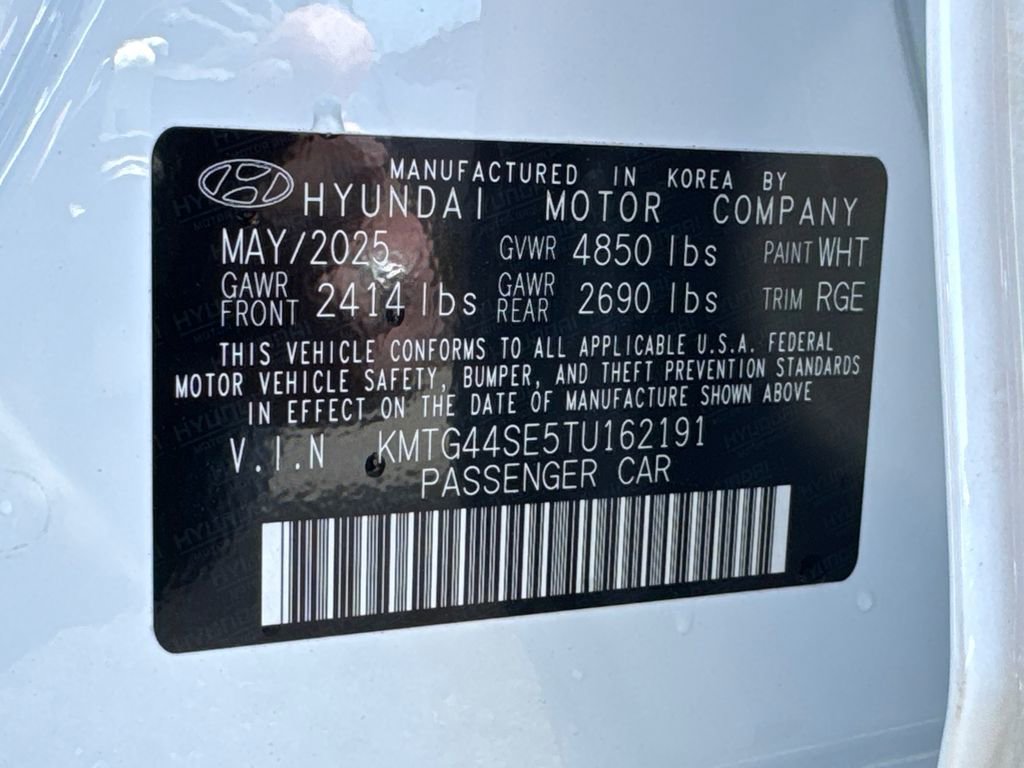 MANUFACTURED IN KOREA BY
HYUNDAI MOTOR COMPANY
MAY/2025 GVWR 4850 lbs PAINT WHT
GAWR FRONT 2414 lbs GAWR REAR 2690 lbs TRIM RGE
THIS VEHICLE CONFORMS TO ALL APPLICABLE U.S.A. FEDERAL
MOTOR VEHICLE SAFETY, BUMPER, AND THEFT PREVENTION STANDARDS
IN EFFECT ON THE DATE OF MANUFACTURE SHOWN ABOVE
V.I.N KMTG44SE5TU162191
PASSENGER CAR